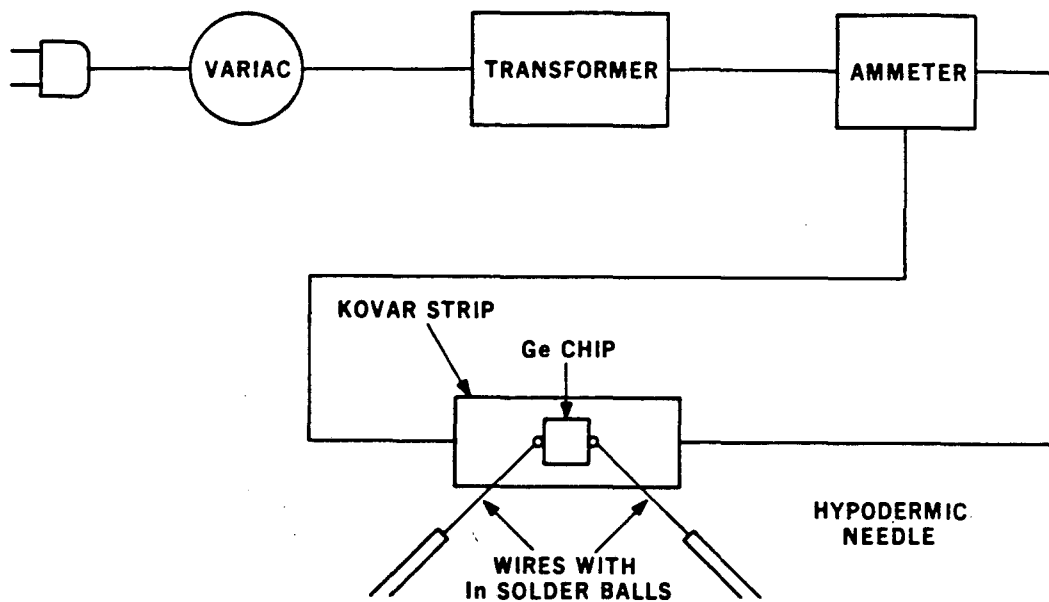 VARIAC
TRANSFORMER
AMMETER
KOVAR STRIP
Ge CHIP
HYPODERMIC
NEEDLE
WIRES WITH
In SOLDER BALLS